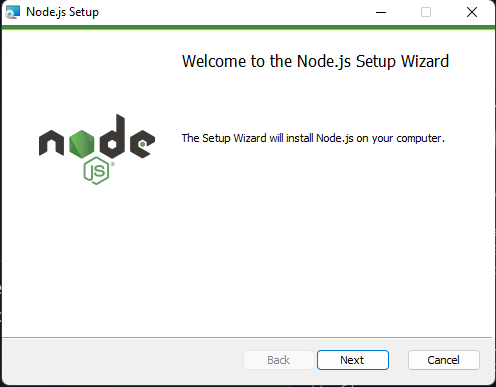 Node.js Setup
Welcome to the Node.js Setup Wizard
The Setup Wizard will install Node.js on your computer.
node
JS
Back
Next
Cancel